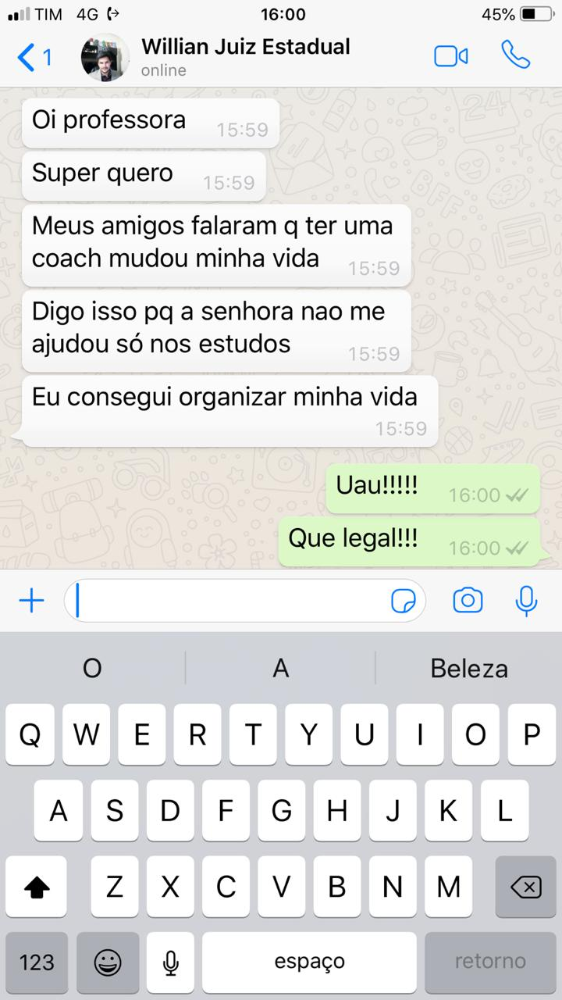 TIM 4G 16:00 45%
1 Willian Juiz Estadual
online
Oi professora 15:59
Super quero 15:59
Meus amigos falaram q ter uma
coach mudou minha vida 15:59
Digo isso pq a senhora nao me
ajudou só nos estudos 15:59
Eu consegui organizar minha vida
15:59
Uau!!!!! 16:00
Que legal!!! 16:00
O A Beleza
Q W E R T Y U I O P
A S D F G H J K L
Z X C V B N M
123 espaço retorno